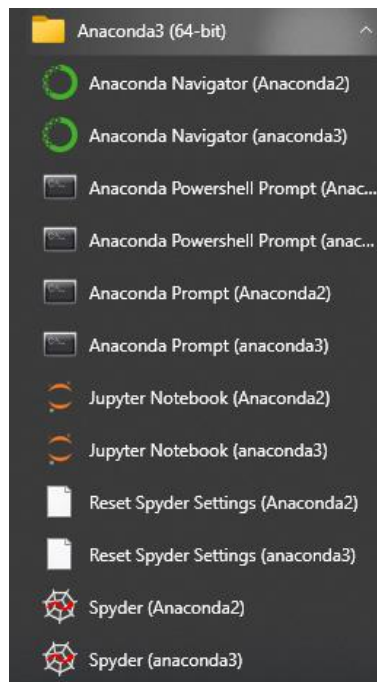 Anaconda3 (64-bit)
Anaconda Navigator (Anaconda2)
Anaconda Navigator (anaconda3)
Anaconda Powershell Prompt (Anac...
Anaconda Powershell Prompt (anac...
Anaconda Prompt (Anaconda2)
Anaconda Prompt (anaconda3)
Jupyter Notebook (Anaconda2)
Jupyter Notebook (anaconda3)
Reset Spyder Settings (Anaconda2)
Reset Spyder Settings (anaconda3)
Spyder (Anaconda2)
Spyder (anaconda3)